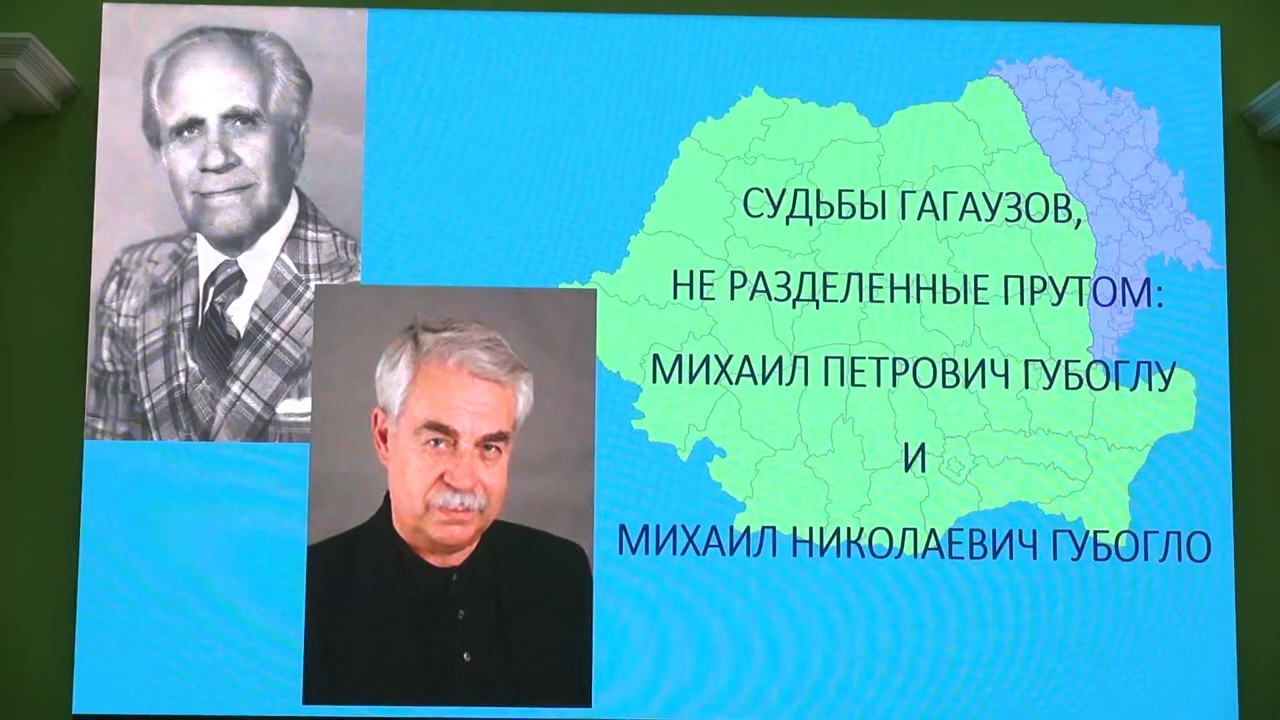 СУДЬБЫ ГАГАУЗОВ,
НЕ РАЗДЕЛЕННЫЕ ПРУТОМ:
МИХАИЛ ПЕТРОВИЧ ГУБОГЛУ
И
МИХАИЛ НИКОЛАЕВИЧ ГУБОГЛО